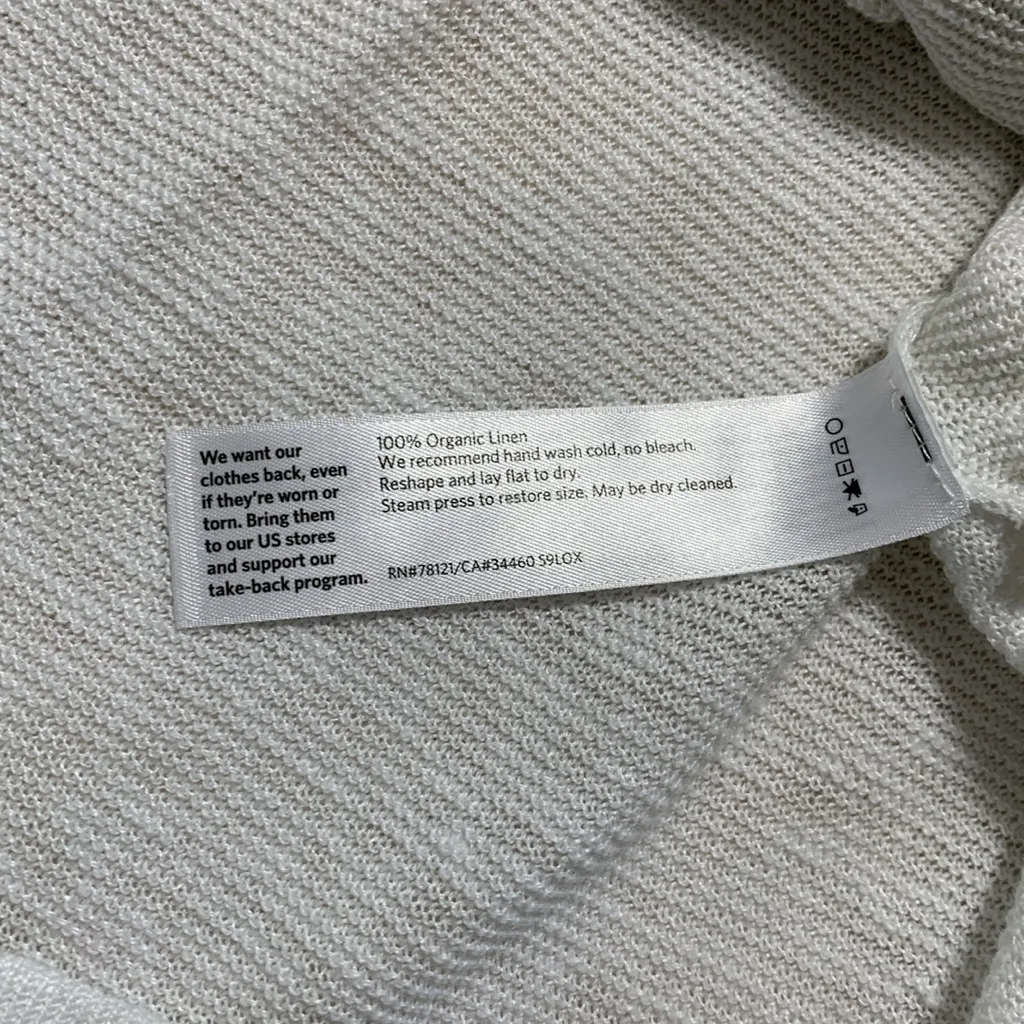 We want our
clothes back, even
if they're worn or
torn. Bring them
to our US stores
and support our
take-back program.
100% Organic Linen
We recommend hand wash cold, no bleach.
Reshape and lay flat to dry.
Steam press to restore size. May be dry cleaned.
RN#78121/CA#34460 S9LOX